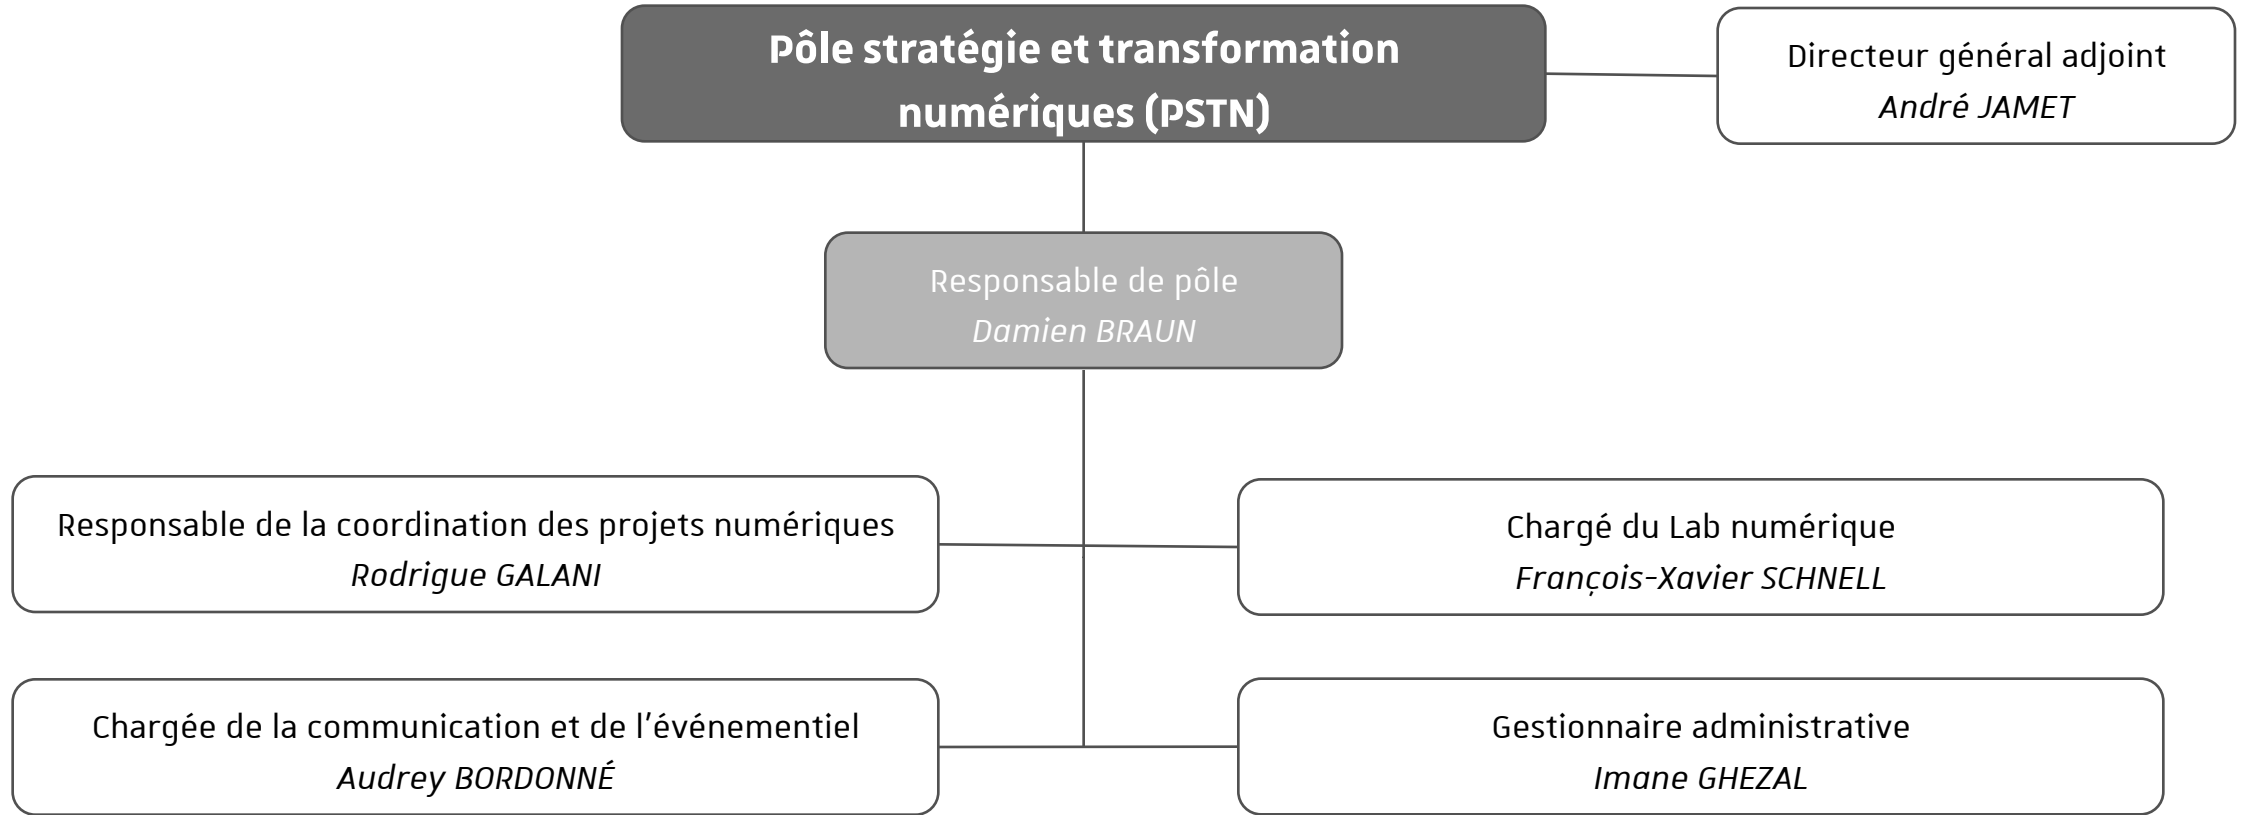 Pôle stratégie et transformation
numériques (PSTN)
Directeur général adjoint
André JAMET
Responsable de pôle
Damien BRAUN
Responsable de la coordination des projets numériques
Rodrigue GALANI
Chargé du Lab numérique
François-Xavier SCHNELL
Chargée de la communication et de l'événementiel
Audrey BORDONNÉ
Gestionnaire administrative
Imane GHEZAL